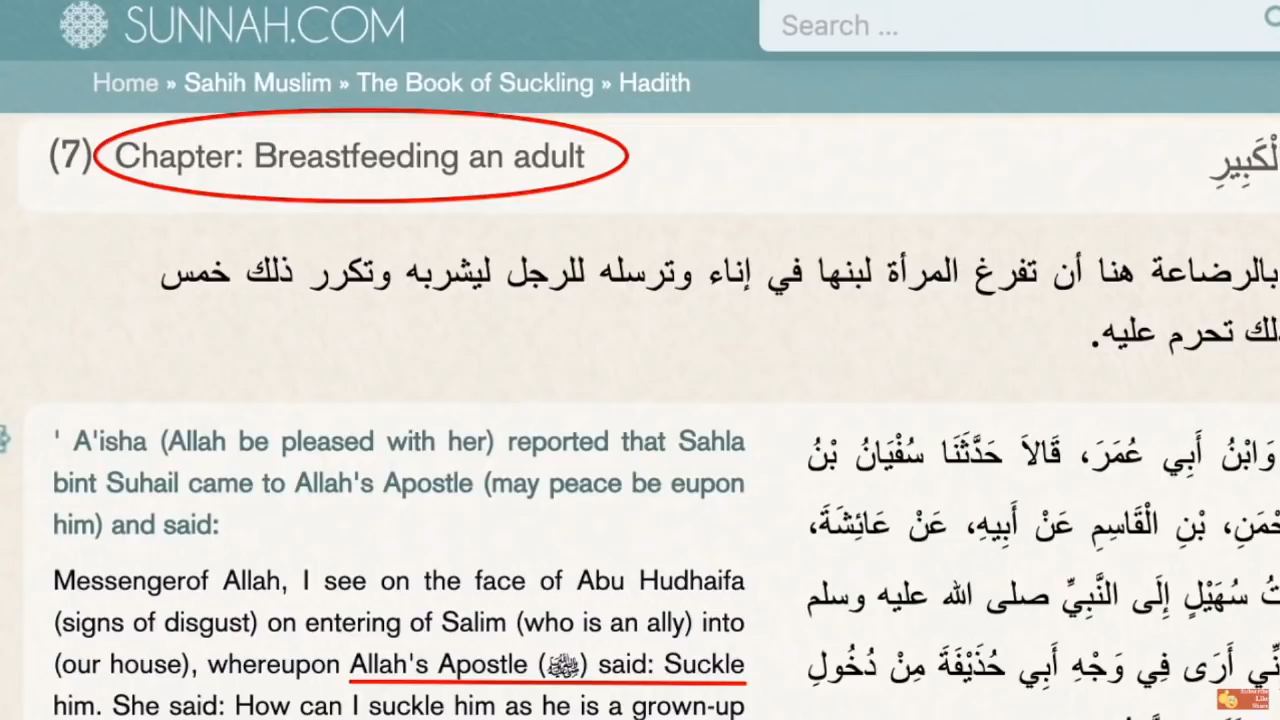 SUNNAH.COM
Search ...
Home » Sahih Muslim » The Book of Suckling » Hadith
(7) Chapter: Breastfeeding an adult
لْكَبِيرِ
بالرضاعة هنا أن تفرغ المرأة لبنها في إناء وترسله للرجل ليشربه وتكرر ذلك خمس
ذلك تحرم عليه.
' A'isha (Allah be pleased with her) reported that Sahla
bint Suhail came to Allah's Apostle (may peace be eupon
him) and said:
Messengerof Allah, I see on the face of Abu Hudhaifa
(signs of disgust) on entering of Salim (who is an ally) into
(our house), whereupon Allah's Apostle (ﷺ) said: Suckle
him. She said: How can I suckle him as he is a grown-up
وَابْنُ أَبِي عُمَرَ، قَالاَ حَدَّثَنَا سُفْيَانُ بْنُ
بْنِ الْقَاسِمِ عَنْ أَبِيهِ، عَنْ عَائِشَةَ،
سُهَيْلٍ إِلَى النَّبِيِّ صلى الله عليه وسلم
أَرَى فِي وَجْهِ أَبِي حُذَيْفَةَ مِنْ دُخُولِ
Subscribe
Like
Share